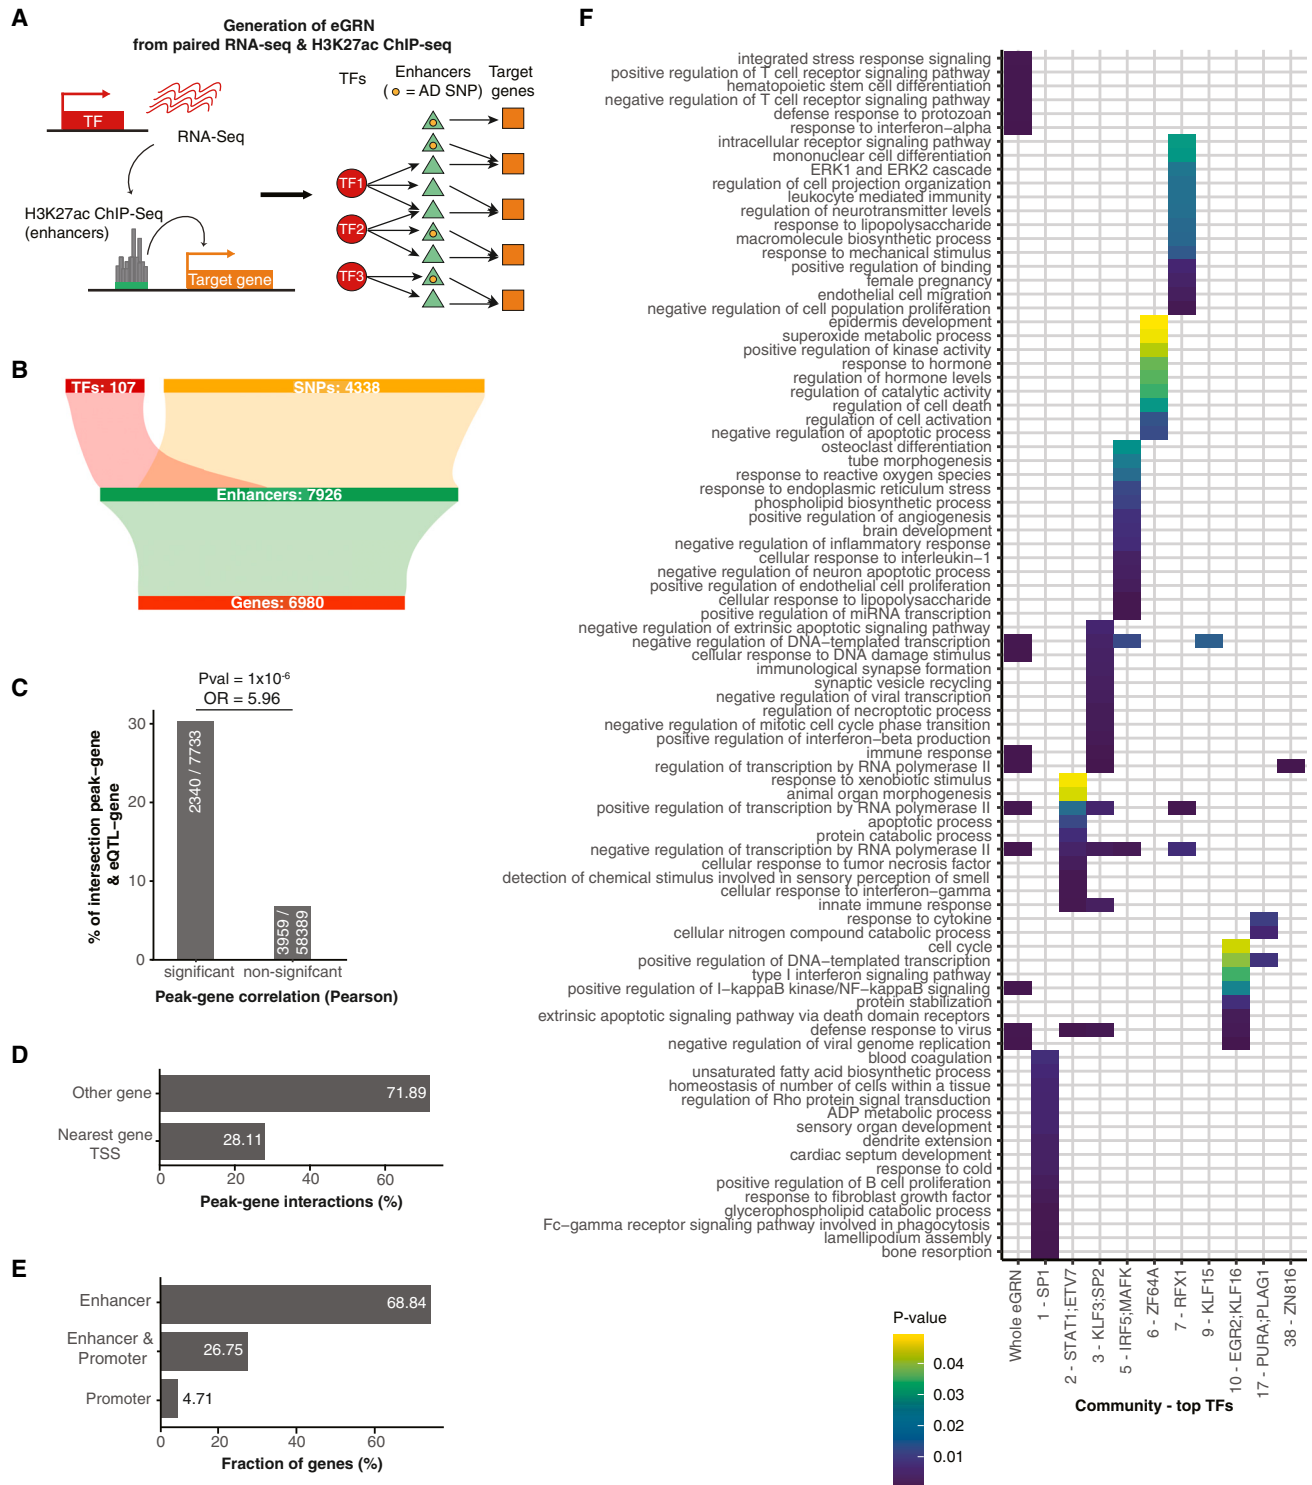 A
Generation of eGRN
from paired RNA-seq & H3K27ac ChIP-seq
TF
RNA-Seq
H3K27ac ChIP-Seq
(enhancers)
Target gene
TFs
Enhancers
( = AD SNP)
Target
genes
TF1
TF2
TF3
B
TFs: 107
SNPs: 4338
Enhancers: 7926
Genes: 6980
C
Pval = 1x10-6
OR = 5.96
% of intersection peak−gene
& eQTL−gene
30
20
10
0
2340 / 7733
3959 /
58389
significant
non-signifcant
Peak-gene correlation (Pearson)
D
Other gene
71.89
Nearest gene
TSS
28.11
0
20
40
60
Peak-gene interactions (%)
E
Enhancer
68.84
Enhancer &
Promoter
26.75
Promoter
4.71
0
20
40
60
Fraction of genes (%)
F
integrated stress response signaling
positive regulation of T cell receptor signaling pathway
hematopoietic stem cell differentiation
negative regulation of T cell receptor signaling pathway
defense response to protozoan
response to interferon−alpha
intracellular receptor signaling pathway
mononuclear cell differentiation
ERK1 and ERK2 cascade
regulation of cell projection organization
leukocyte mediated immunity
regulation of neurotransmitter levels
response to lipopolysaccharide
macromolecule biosynthetic process
response to mechanical stimulus
positive regulation of binding
female pregnancy
endothelial cell migration
negative regulation of cell population proliferation
epidermis development
superoxide metabolic process
positive regulation of kinase activity
response to hormone
regulation of hormone levels
regulation of catalytic activity
regulation of cell death
regulation of cell activation
negative regulation of apoptotic process
osteoclast differentiation
tube morphogenesis
response to reactive oxygen species
response to endoplasmic reticulum stress
phospholipid biosynthetic process
positive regulation of angiogenesis
brain development
negative regulation of inflammatory response
cellular response to interleukin−1
negative regulation of neuron apoptotic process
positive regulation of endothelial cell proliferation
cellular response to lipopolysaccharide
positive regulation of miRNA transcription
negative regulation of extrinsic apoptotic signaling pathway
negative regulation of DNA−templated transcription
cellular response to DNA damage stimulus
immunological synapse formation
synaptic vesicle recycling
negative regulation of viral transcription
regulation of necroptotic process
negative regulation of mitotic cell cycle phase transition
positive regulation of interferon−beta production
immune response
regulation of transcription by RNA polymerase II
response to xenobiotic stimulus
animal organ morphogenesis
positive regulation of transcription by RNA polymerase II
apoptotic process
protein catabolic process
negative regulation of transcription by RNA polymerase II
cellular response to tumor necrosis factor
detection of chemical stimulus involved in sensory perception of smell
cellular response to interferon−gamma
innate immune response
response to cytokine
cellular nitrogen compound catabolic process
cell cycle
positive regulation of DNA−templated transcription
type I interferon signaling pathway
positive regulation of I−kappaB kinase/NF−kappaB signaling
protein stabilization
extrinsic apoptotic signaling pathway via death domain receptors
defense response to virus
negative regulation of viral genome replication
blood coagulation
unsaturated fatty acid biosynthetic process
homeostasis of number of cells within a tissue
regulation of Rho protein signal transduction
ADP metabolic process
sensory organ development
dendrite extension
cardiac septum development
response to cold
positive regulation of B cell proliferation
response to fibroblast growth factor
glycerophospholipid catabolic process
Fc−gamma receptor signaling pathway involved in phagocytosis
lamellipodium assembly
bone resorption
Whole eGRN
1 - SP1
2 - STAT1;ETV7
3 - KLF3;SP2
5 - IRF5;MAFK
6 - ZF64A
7 - RFX1
9 - KLF15
10 - EGR2;KLF16
17 - PURA;PLAG1
38 - ZN816
Community - top TFs
P-value
0.04
0.03
0.02
0.01